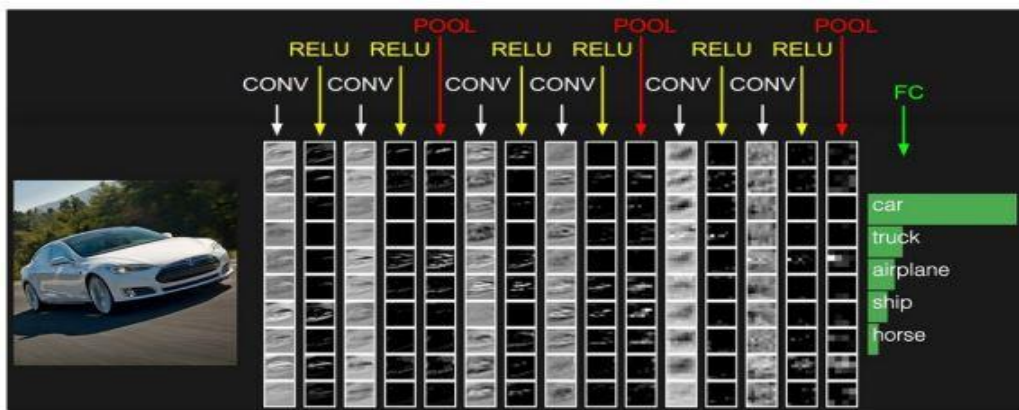 POOL POOL POOL
RELU RELU RELU RELU RELU RELU
CONV CONV CONV CONV CONV CONV FC
car
truck
airplane
ship
horse